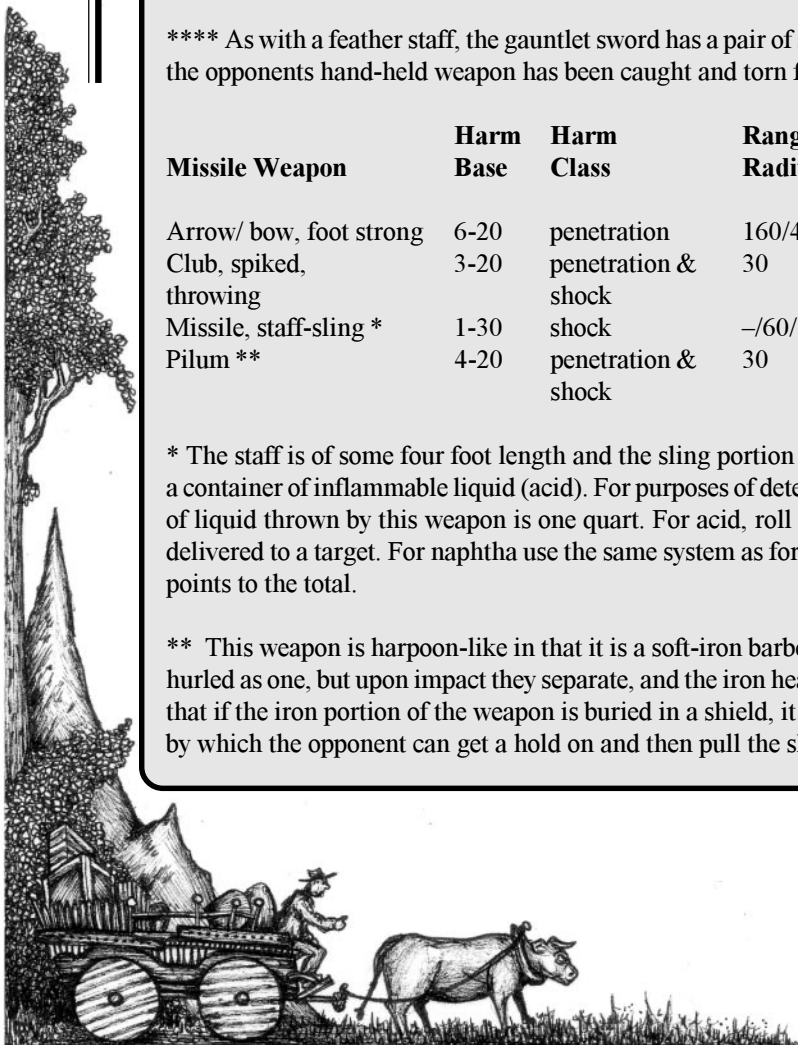 **** As with a feather staff, the gauntlet sword has a pair of
the opponents hand-held weapon has been caught and torn
Harm Harm
Missile Weapon Base Class
Arrow/ bow, foot strong 6-20 penetration 160/4
Club, spiked, 3-20 penetration & 30
throwing shock
Missile, staff-sling * 1-30 shock –/60/
Pilum ** 4-20 penetration & 30
shock
* The staff is of some four foot length and the sling portion
a container of inflammable liquid (acid). For purposes of
of liquid thrown by this weapon is one quart. For acid, roll
delivered to a target. For naphtha use the same system as for
points to the total.
** This weapon is harpoon-like in that it is a soft-iron
hurled as one, but upon impact they separate, and the iron
that if the iron portion of the weapon is buried in a shield, it
by which the opponent can get a hold on and then pull the